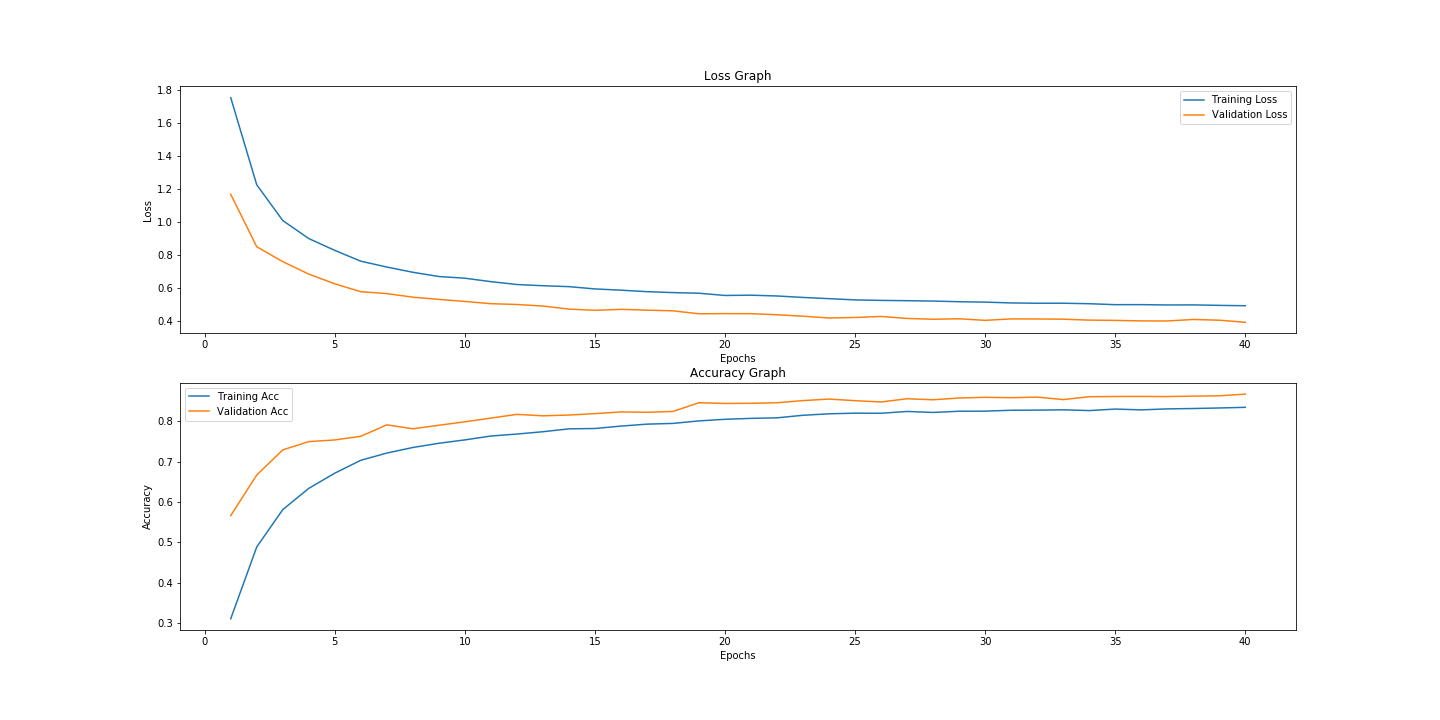 Loss Graph
1.8
1.6
1.4
1.2
1.0
0.8
0.6
0.4
Loss
Training Loss
Validation Loss
0 5 10 15 20 25 30 35 40
Epochs
Accuracy Graph
Training Acc
Validation Acc
0.8
0.7
0.6
0.5
0.4
0.3
Accuracy
0 5 10 15 20 25 30 35 40
Epochs